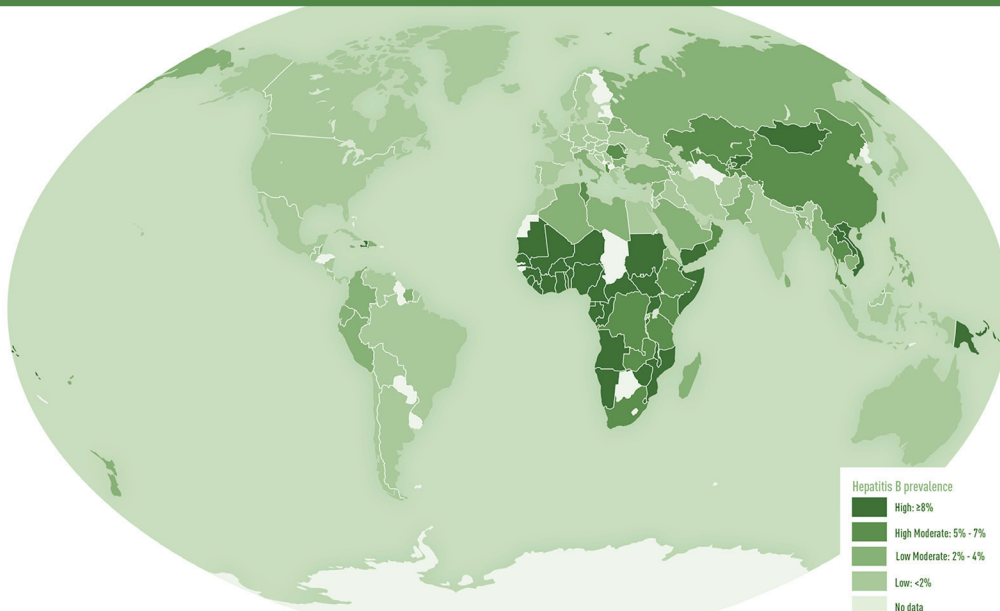 Hepatitis B prevalence
High: ≥8%
High Moderate: 5% - 7%
Low Moderate: 2% - 4%
Low: <2%
No data